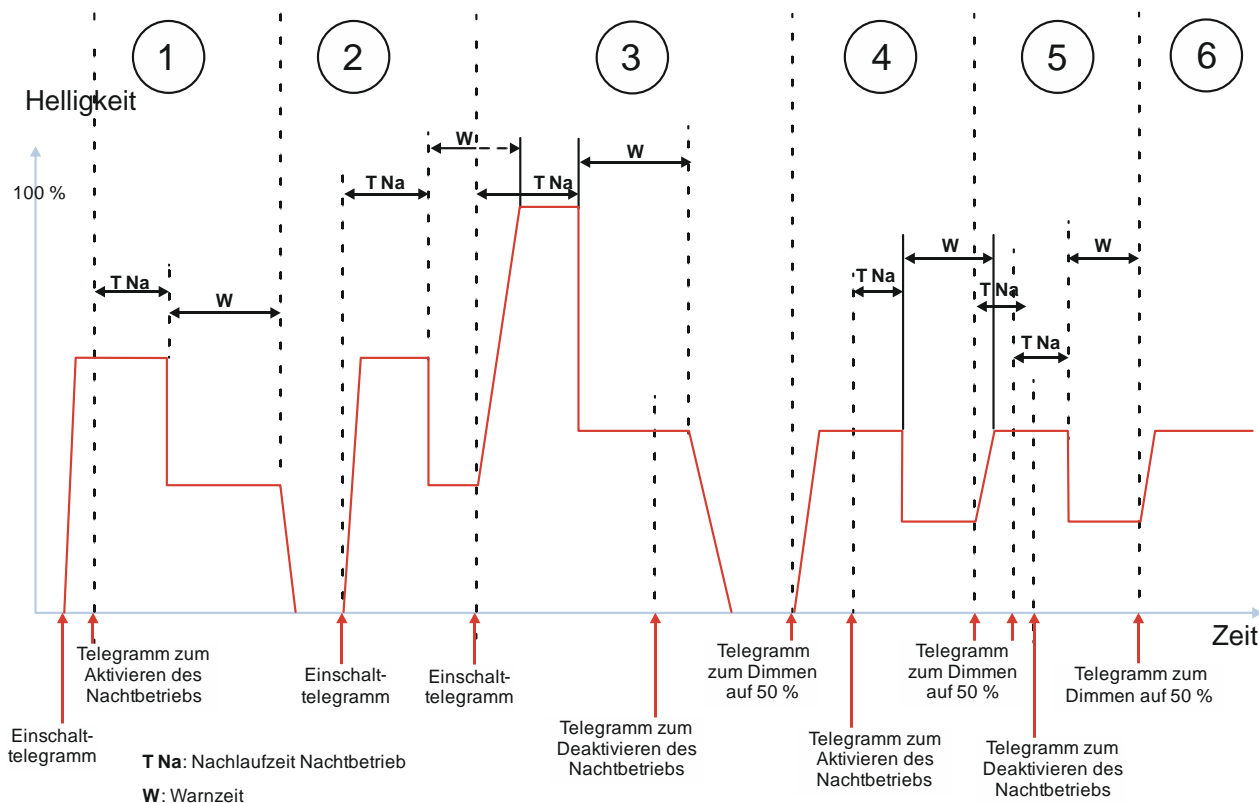 1
2
3
4
5
6
Helligkeit
100 %
W
T Na
T Na
W
W
T Na
W
T Na
W
T Na
T Na
W
Zeit
Telegramm zum
Aktivieren des
Nachtbetriebs
Einschalt-
telegramm
Einschalt-
telegramm
Einschalt-
telegramm
Telegramm zum
Deaktivieren des
Nachtbetriebs
Telegramm
zum Dimmen
auf 50 %
Telegramm zum
Aktivieren des
Nachtbetriebs
Telegramm
zum Dimmen
auf 50 %
Telegramm zum
Deaktivieren des
Nachtbetriebs
Telegramm zum
Dimmen auf 50 %
T Na: Nachlaufzeit Nachtbetrieb
W: Warnzeit